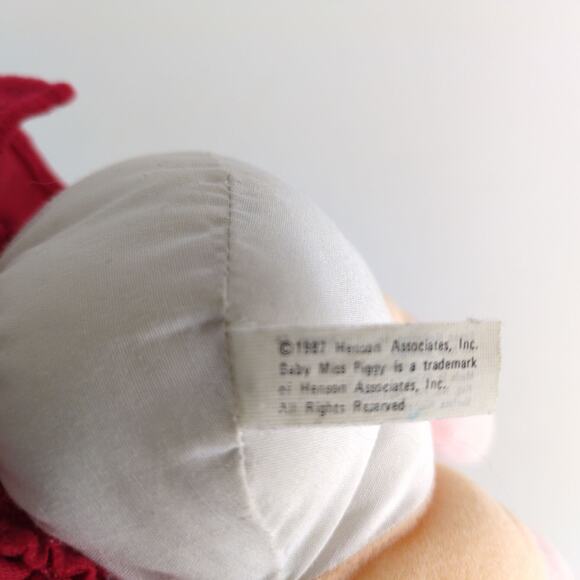 ©1987 Henson Associates, Inc.
Baby Miss Piggy is a trademark
of Henson Associates, Inc.
All Rights Reserved